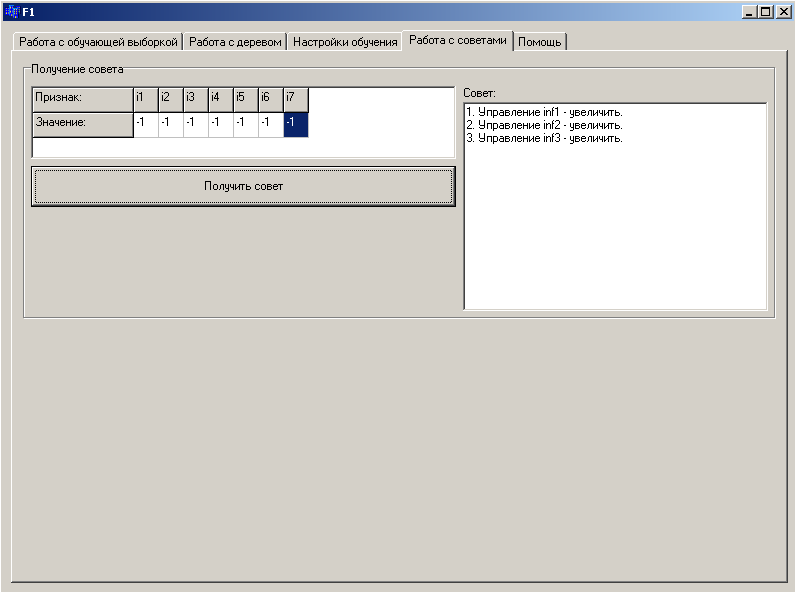 F1
Работа с обучающей выборкой Работа с деревом Настройки обучения Работа с советами Помощь
Получение совета
Признак: i1 i2 i3 i4 i5 i6 i7
Значение: -1 -1 -1 -1 -1 -1 -1
Получить совет
Совет:
1. Управление inf1 - увеличить.
2. Управление inf2 - увеличить.
3. Управление inf3 - увеличить.